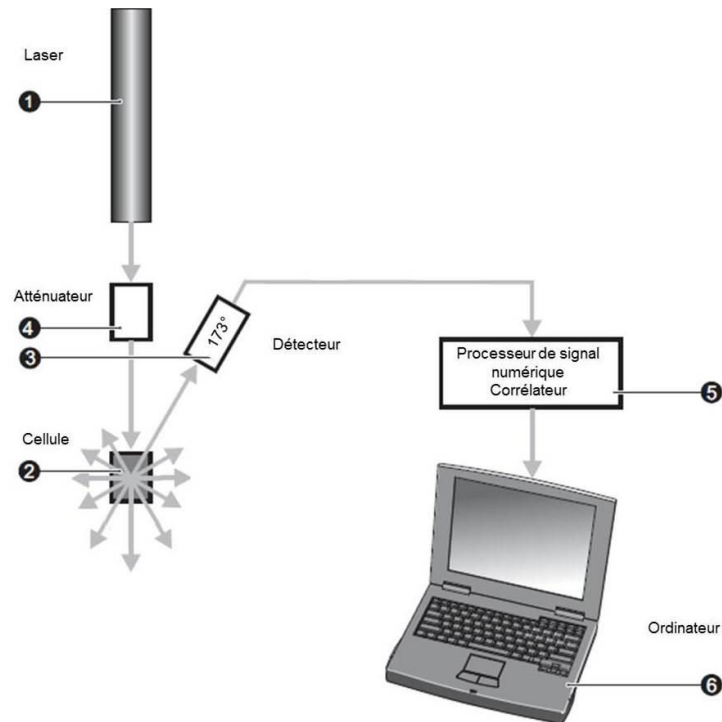 Laser
1
Atténuateur
4
173°
3
Détecteur
Processeur de signal
numérique
Corrélateur
5
Cellule
2
Ordinateur
6